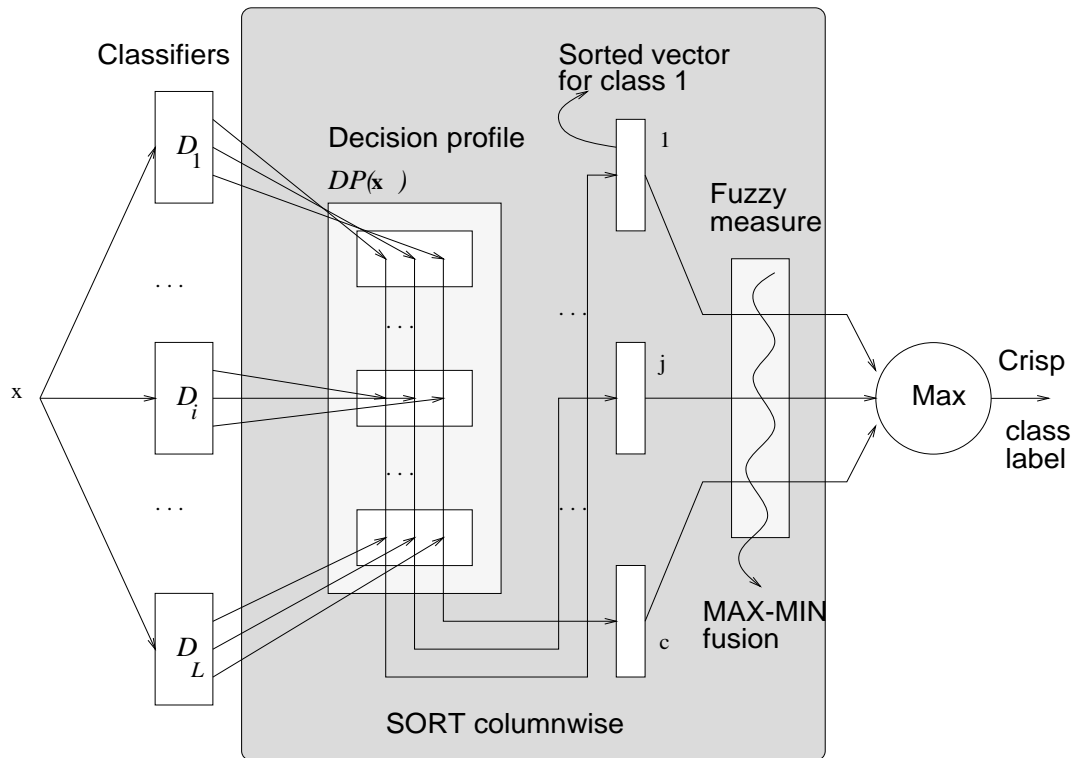 Classifiers
Sorted vector
for class 1
D1
Decision profile
DP(x )
1
Fuzzy
measure
. . .
. . .
. . .
x
Di
j
Max
Crisp
class
label
. . .
. . .
. . .
DL
c
MAX-MIN
fusion
SORT columnwise